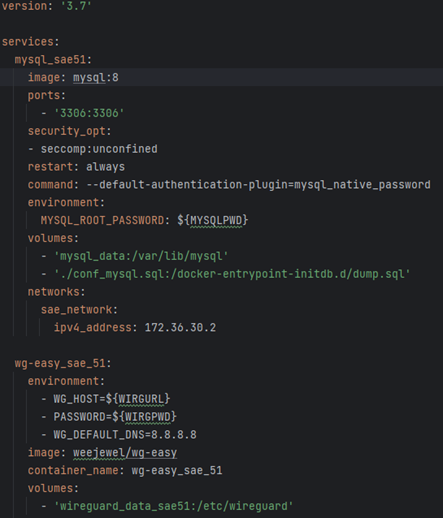 version: '3.7'

services:
  mysql_sae51:
    image: mysql:8
    ports:
      - '3306:3306'
    security_opt:
    - seccomp:unconfined
    restart: always
    command: --default-authentication-plugin=mysql_native_password
    environment:
      MYSQL_ROOT_PASSWORD: ${MYSQLPWD}
    volumes:
      - 'mysql_data:/var/lib/mysql'
      - './conf_mysql.sql:/docker-entrypoint-initdb.d/dump.sql'
    networks:
      sae_network:
        ipv4_address: 172.36.30.2

  wg-easy_sae_51:
    environment:
      - WG_HOST=${WIRGURL}
      - PASSWORD=${WIRGPWD}
      - WG_DEFAULT_DNS=8.8.8.8
    image: weejewel/wg-easy
    container_name: wg-easy_sae_51
    volumes:
      - 'wireguard_data_sae51:/etc/wireguard'